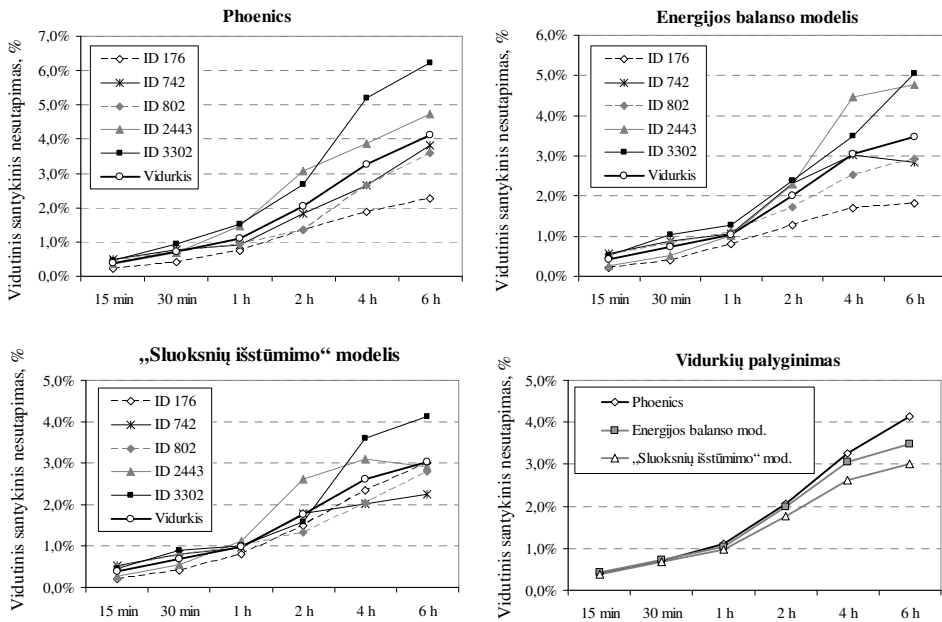 Phoenics
Vidutinis santykinis nesutapimas, %
7,0%
6,0%
5,0%
4,0%
3,0%
2,0%
1,0%
0,0%
ID 176
ID 742
ID 802
ID 2443
ID 3302
Vidurkis
15 min 30 min 1 h 2 h 4 h 6 h
Energijos balanso modelis
Vidutinis santykinis nesutapimas, %
6,0%
5,0%
4,0%
3,0%
2,0%
1,0%
0,0%
ID 176
ID 742
ID 802
ID 2443
ID 3302
Vidurkis
15 min 30 min 1 h 2 h 4 h 6 h
„Sluoksnių išstūmimo“ modelis
Vidutinis santykinis nesutapimas, %
5,0%
4,0%
3,0%
2,0%
1,0%
0,0%
ID 176
ID 742
ID 802
ID 2443
ID 3302
Vidurkis
15 min 30 min 1 h 2 h 4 h 6 h
Vidurkių palyginimas
Vidutinis santykinis nesutapimas, %
5,0%
4,0%
3,0%
2,0%
1,0%
0,0%
Phoenics
Energijos balanso mod.
„Sluoksnių išstūmimo“ mod.
15 min 30 min 1 h 2 h 4 h 6 h